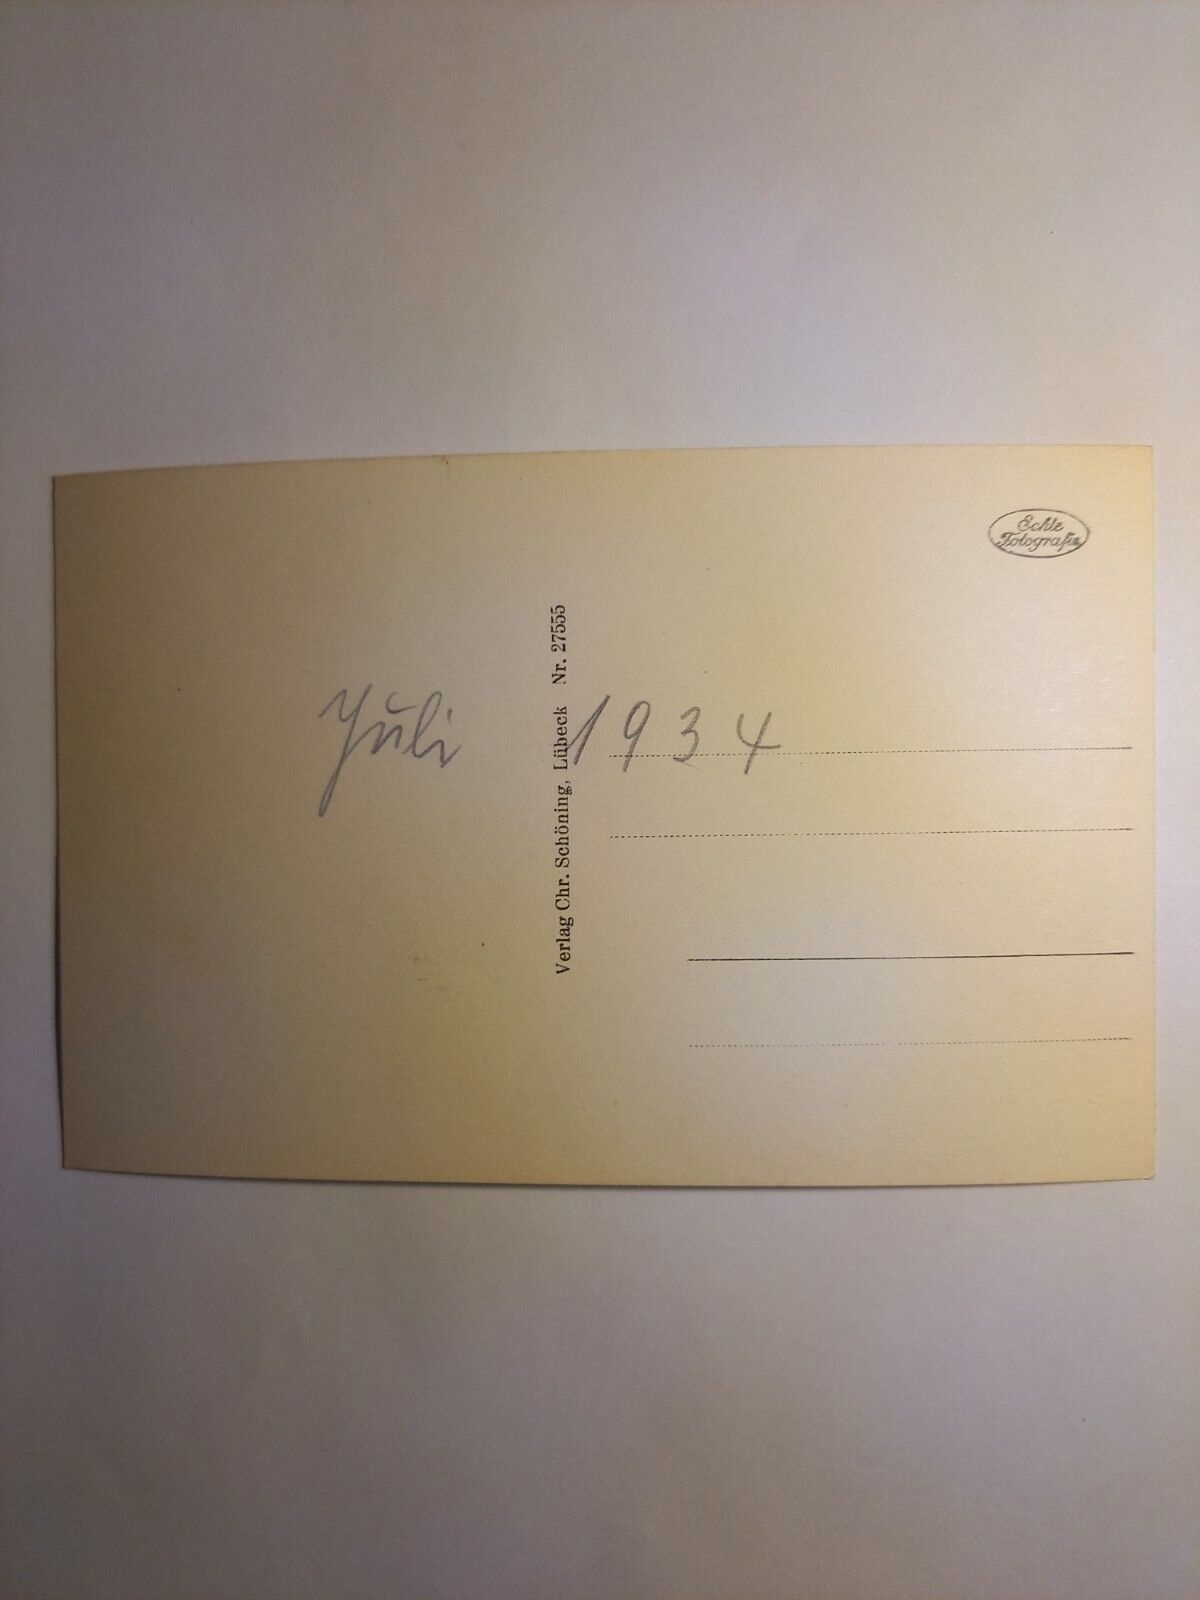 Echte
Fotografie
Verlag Chr. Schöning, Lübeck Nr. 27555
Juli 1934